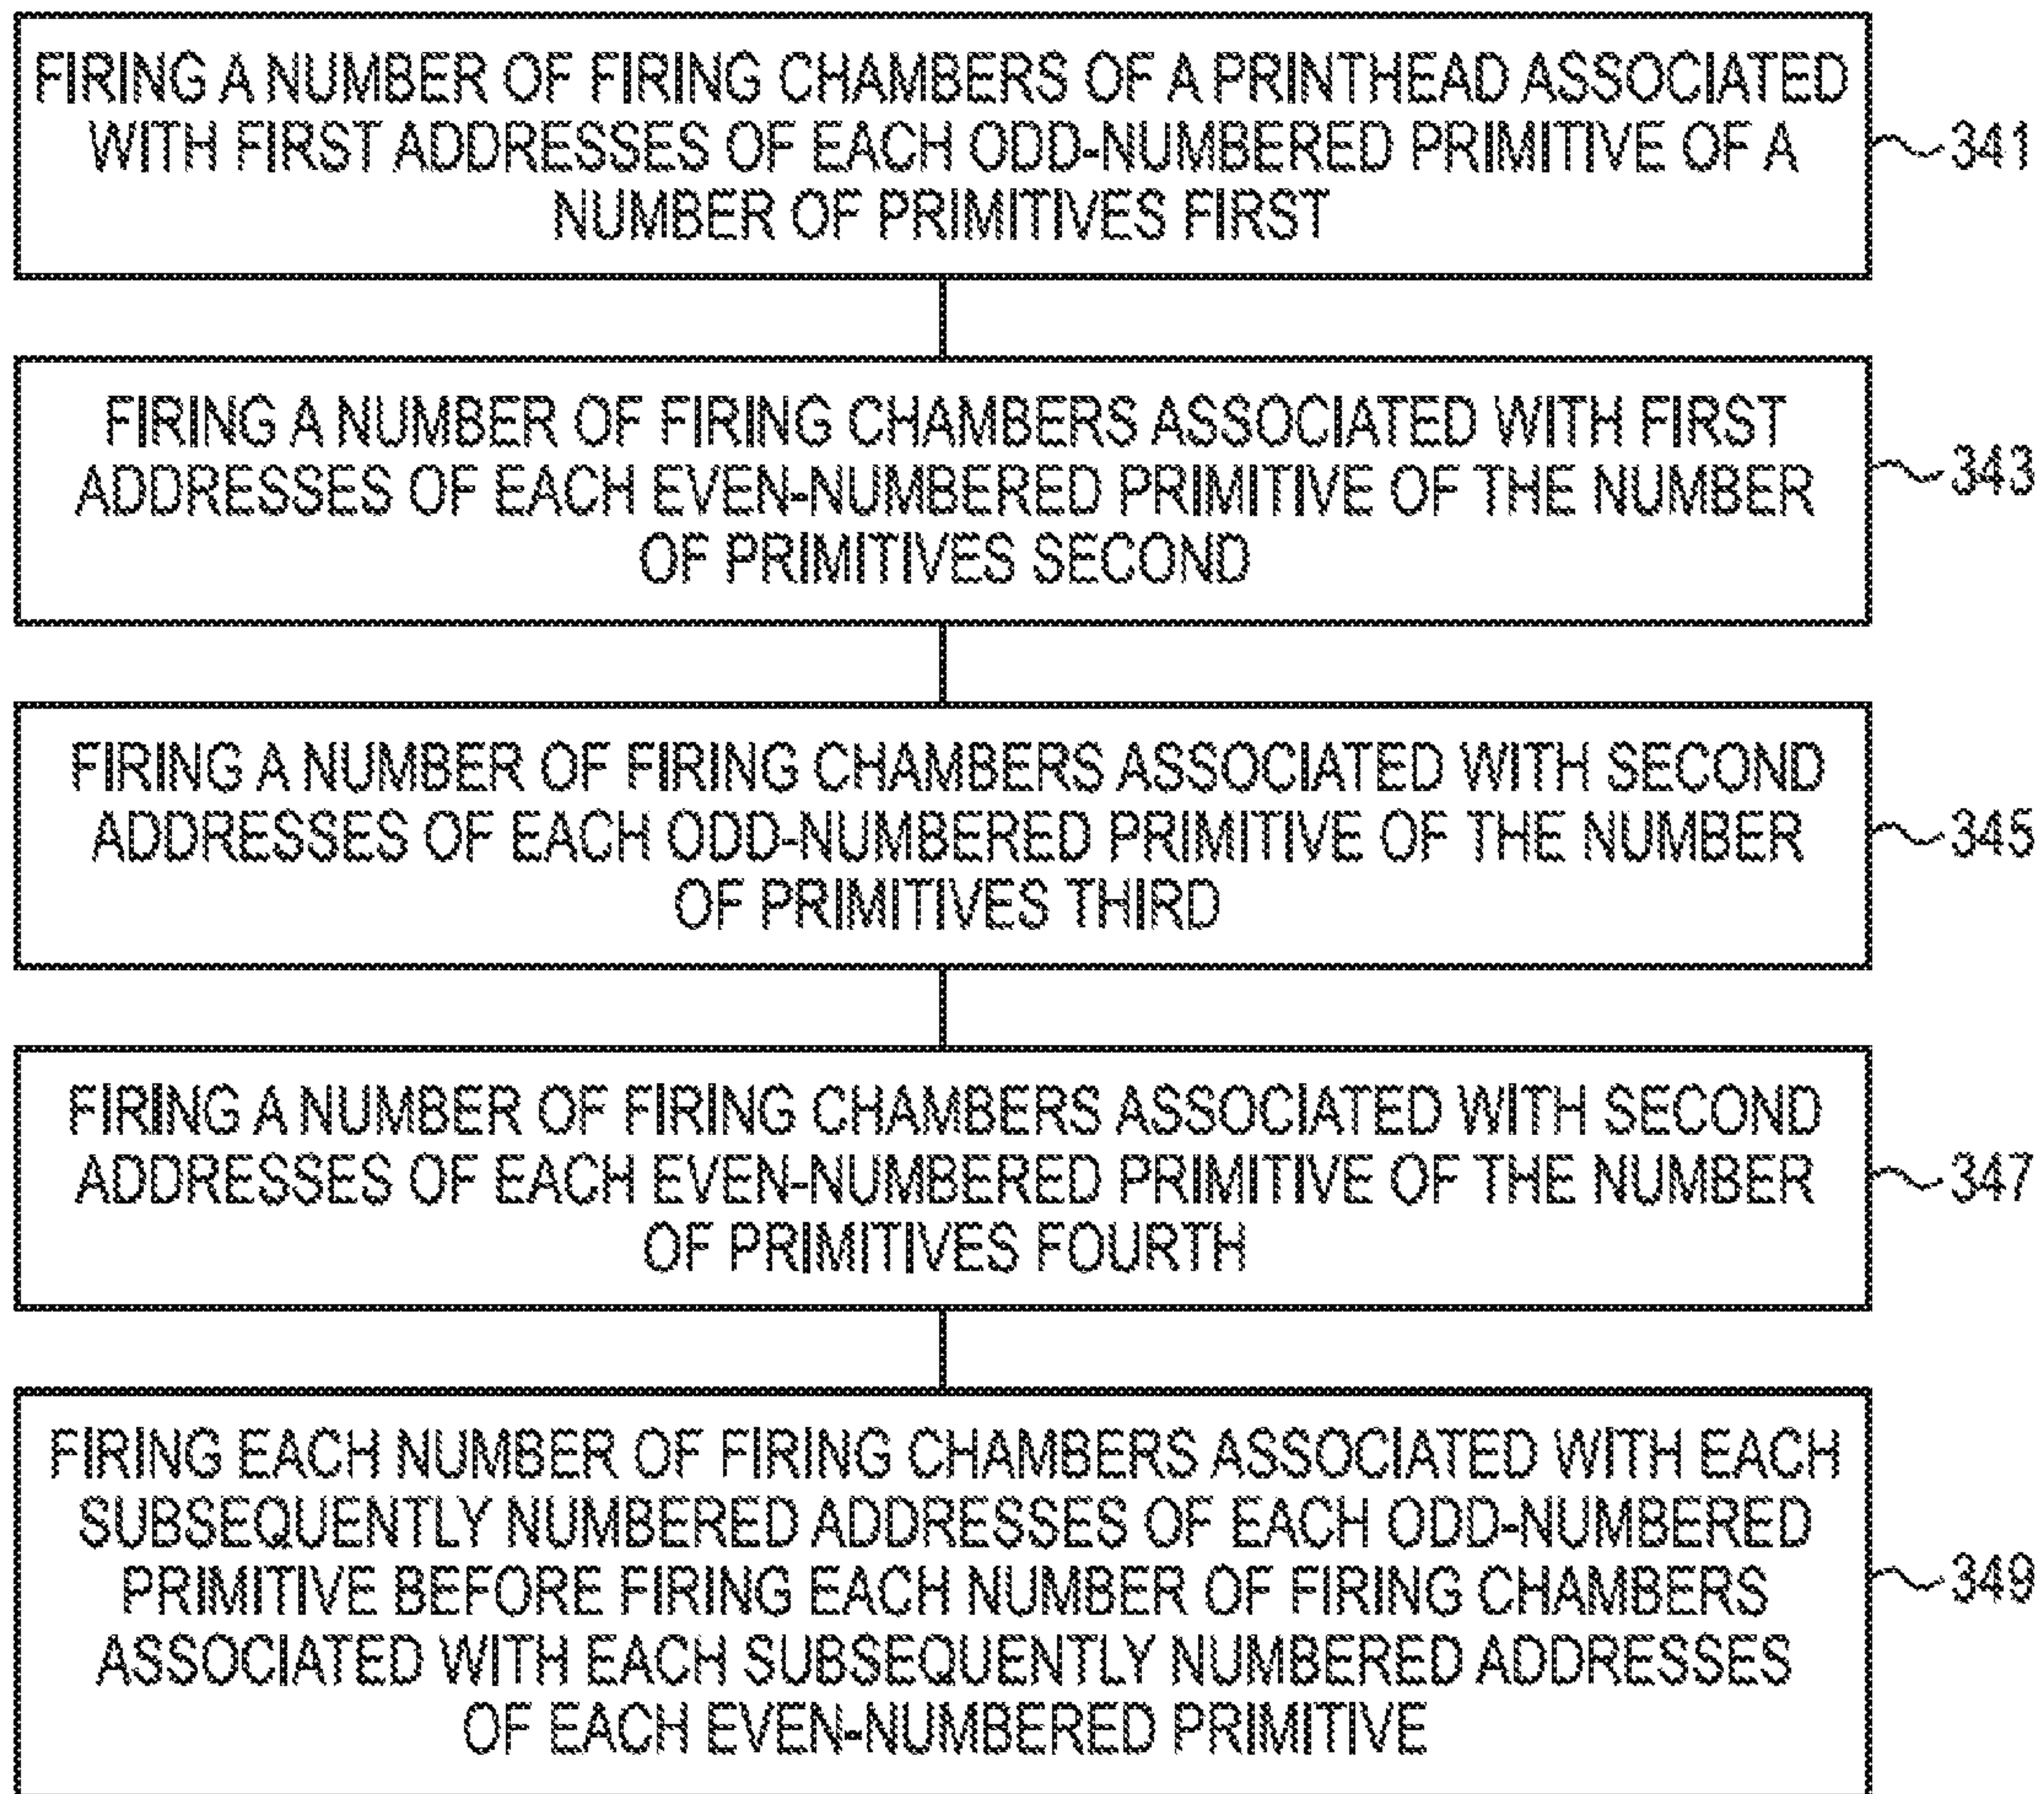 FIRING A NUMBER OF FIRING CHAMBERS OF A PRINTHEAD ASSOCIATED
WITH FIRST ADDRESSES OF EACH ODD-NUMBERED PRIMITIVE OF A
NUMBER OF PRIMITIVES FIRST
341
FIRING A NUMBER OF FIRING CHAMBERS ASSOCIATED WITH FIRST
ADDRESSES OF EACH EVEN-NUMBERED PRIMITIVE OF THE NUMBER
OF PRIMITIVES SECOND
343
FIRING A NUMBER OF FIRING CHAMBERS ASSOCIATED WITH SECOND
ADDRESSES OF EACH ODD-NUMBERED PRIMITIVE OF THE NUMBER
OF PRIMITIVES THIRD
345
FIRING A NUMBER OF FIRING CHAMBERS ASSOCIATED WITH SECOND
ADDRESSES OF EACH EVEN-NUMBERED PRIMITIVE OF THE NUMBER
OF PRIMITIVES FOURTH
347
FIRING EACH NUMBER OF FIRING CHAMBERS ASSOCIATED WITH EACH
SUBSEQUENTLY NUMBERED ADDRESSES OF EACH ODD-NUMBERED
PRIMITIVE BEFORE FIRING EACH NUMBER OF FIRING CHAMBERS
ASSOCIATED WITH EACH SUBSEQUENTLY NUMBERED ADDRESSES
OF EACH EVEN-NUMBERED PRIMITIVE
349